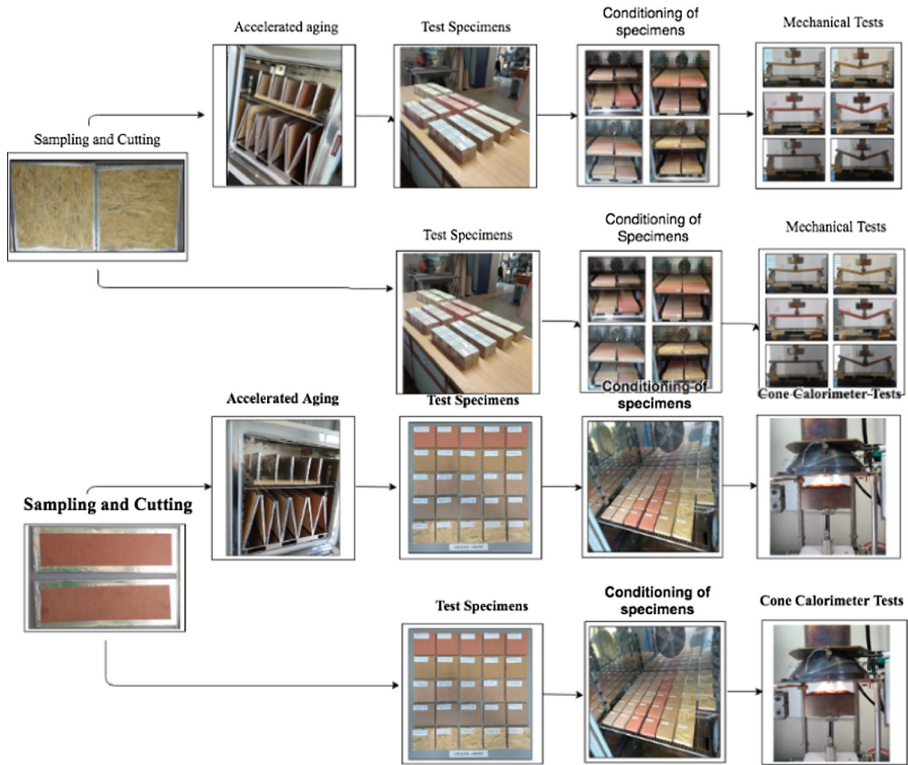 Accelerated aging
Test Specimens
Conditioning of
specimens
Mechanical Tests
Sampling and Cutting
Test Specimens
Conditioning of
Specimens
Mechanical Tests
Accelerated Aging
Test Specimens
Conditioning of
specimens
Cone Calorimeter Tests
Sampling and Cutting
Test Specimens
Conditioning of
specimens
Cone Calorimeter Tests